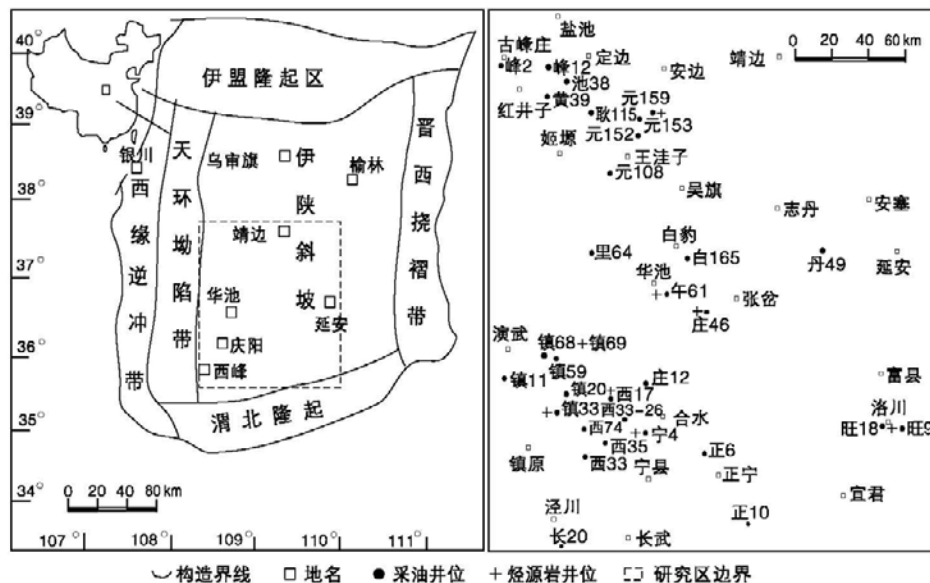 40°
39°
38°
37°
36°
35°
34°
107°
108°
109°
110°
111°
伊盟隆起区
银川
西缘逆冲带
天环坳陷带
乌审旗
伊陕斜坡
榆林
晋西挠褶带
靖边
华池
延安
庆阳
西峰
渭北隆起
0 20 40 60 80 km
盐池
古峰庄
定边
靖边
0 20 40 60 km
峰2
峰12
安边
池38
红井子
黄39
元159
耿115
元153
元152
姬塬
王洼子
元108
吴旗
志丹
安塞
白豹
里64
白165
丹49
延安
华池
午61
张岔
庄46
演武
镇68
镇69
镇11
镇59
庄12
富县
镇20
西17
洛川
镇33
西33-26
合水
旺18
旺9
西74
宁4
西35
正6
镇原
西33
宁县
正宁
宜君
泾川
正10
长20
长武
构造界线 地名 采油井位 烃源岩井位 研究区边界